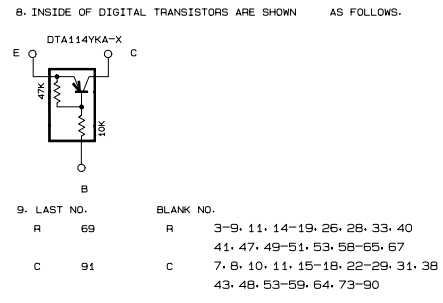 8. INSIDE OF DIGITAL TRANSISTORS ARE SHOWN AS FOLLOWS.
DTA114YKA-X
E C
47K
10K
B
9. LAST NO. BLANK NO.
R 69 R 3-9, 11, 14-19, 26, 28, 33, 40
41, 47, 49-51, 53, 58-65, 67
C 91 C 7, 8, 10, 11, 15-18, 22-29, 31, 38
43, 48, 53-59, 64, 73-90